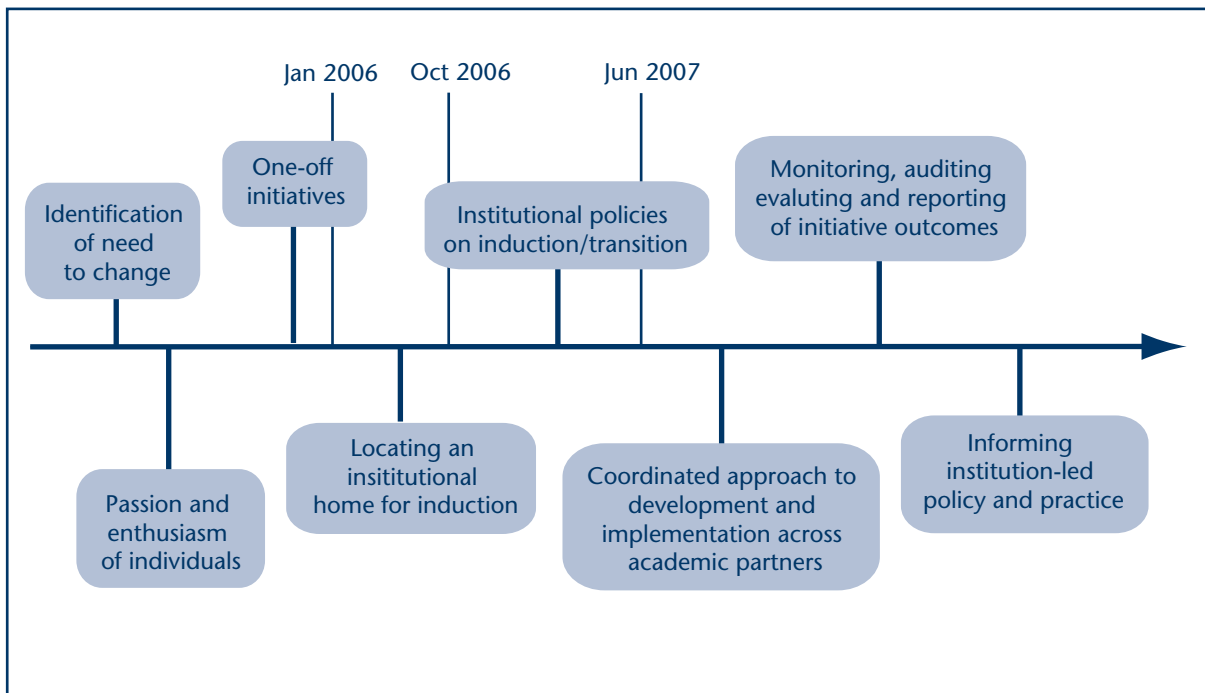 Jan 2006
Oct 2006
Jun 2007
Identification
of need
to change
One-off
initiatives
Institutional policies
on induction/transition
Monitoring, auditing
evaluting and reporting
of initiative outcomes
Passion and
enthusiasm
of individuals
Locating an
insititutional
home for induction
Coordinated approach to
development and
implementation across
academic partners
Informing
institution-led
policy and practice